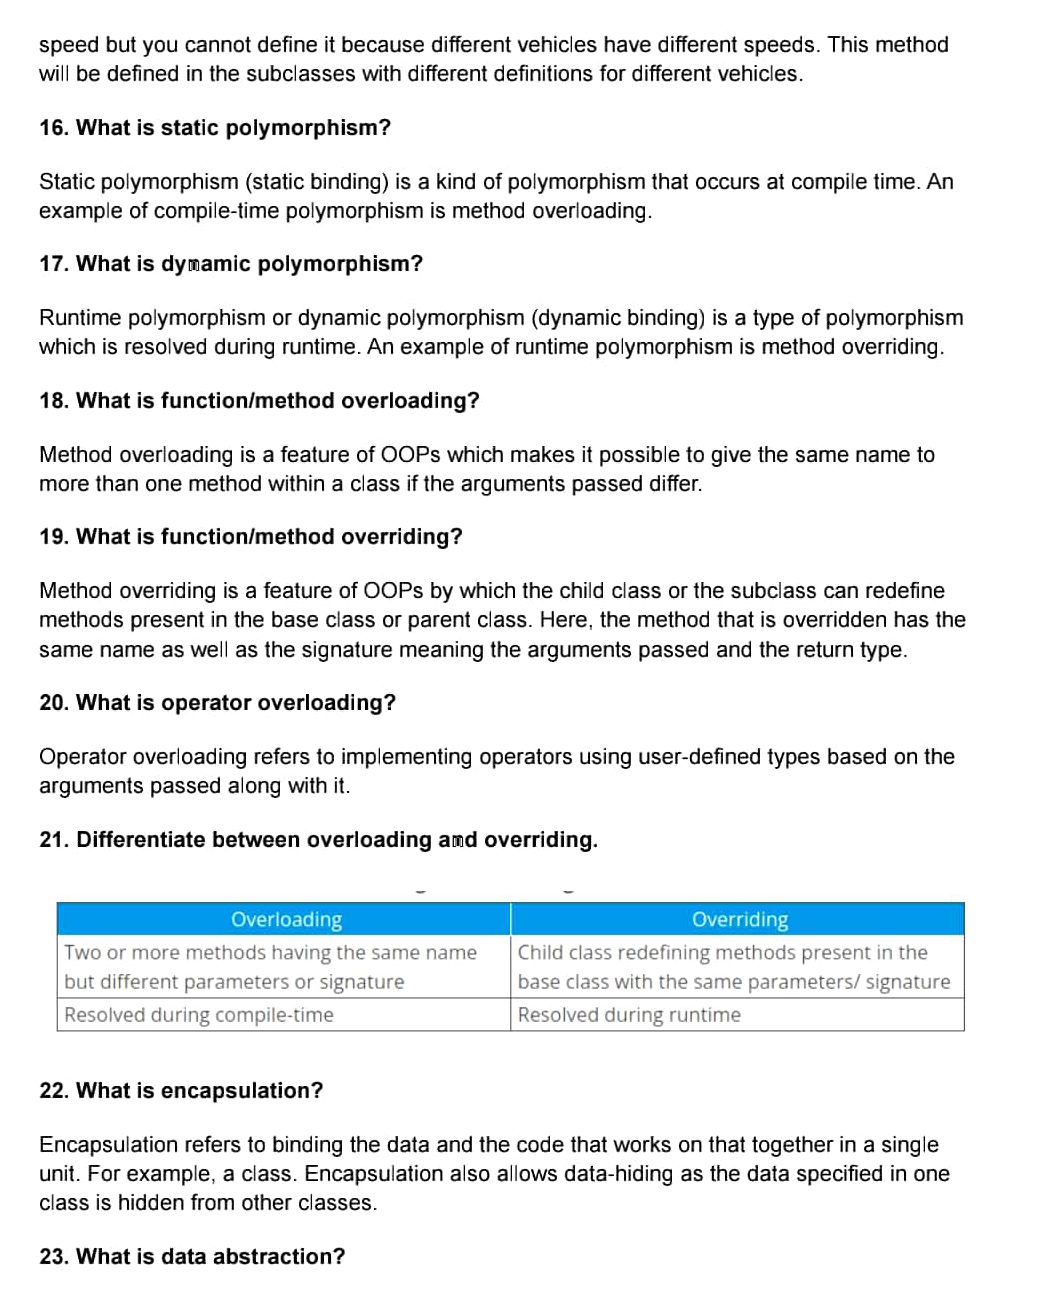 speed but you cannot define it because different vehicles have different speeds. This method
will be defined in the subclasses with different definitions for different vehicles.
16. What is static polymorphism?
Static polymorphism (static binding) is a kind of polymorphism that occurs at compile time. An
example of compile-time polymorphism is method overloading.
17. What is dynamic polymorphism?
Runtime polymorphism or dynamic polymorphism (dynamic binding) is a type of polymorphism
which is resolved during runtime. An example of runtime polymorphism is method overriding.
18. What is function/method overloading?
Method overloading is a feature of OOPs which makes it possible to give the same name to
more than one method within a class if the arguments passed differ.
19. What is function/method overriding?
Method overriding is a feature of OOPs by which the child class or the subclass can redefine
methods present in the base class or parent class. Here, the method that is overridden has the
same name as well as the signature meaning the arguments passed and the return type.
20. What is operator overloading?
Operator overloading refers to implementing operators using user-defined types based on the
arguments passed along with it.
21. Differentiate between overloading and overriding.
Overloading
Overriding
Two or more methods having the same name
but different parameters or signature
Child class redefining methods present in the
base class with the same parameters/ signature
Resolved during compile-time
Resolved during runtime
22. What is encapsulation?
Encapsulation refers to binding the data and the code that works on that together in a single
unit. For example, a class. Encapsulation also allows data-hiding as the data specified in one
class is hidden from other classes.
23. What is data abstraction?